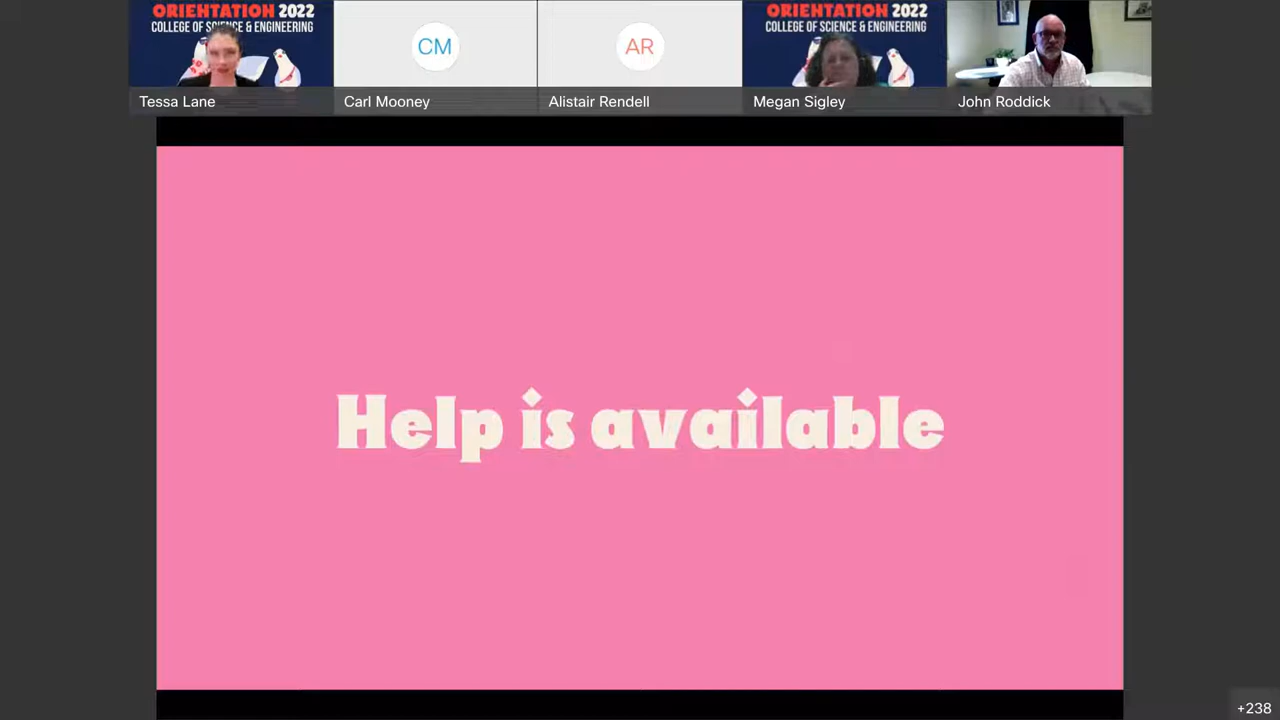 ORIENTATION 2022
COLLEGE OF SCIENCE & ENGINEERING
Tessa Lane
CM
Carl Mooney
AR
Alistair Rendell
ORIENTATION 2022
COLLEGE OF SCIENCE & ENGINEERING
Megan Sigley
John Roddick
Help is available
+238